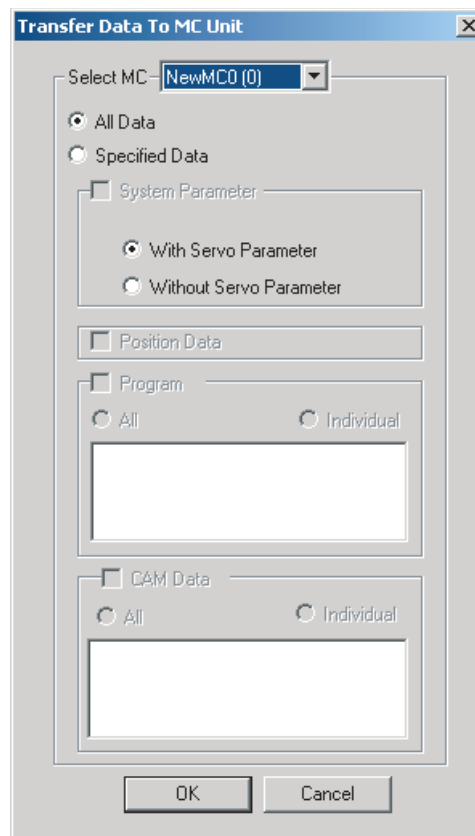 Transfer Data To MC Unit
Select MC NewMC0 (0)
All Data
Specified Data
System Parameter
With Servo Parameter
Without Servo Parameter
Position Data
Program
All Individual
CAM Data
All Individual
OK Cancel